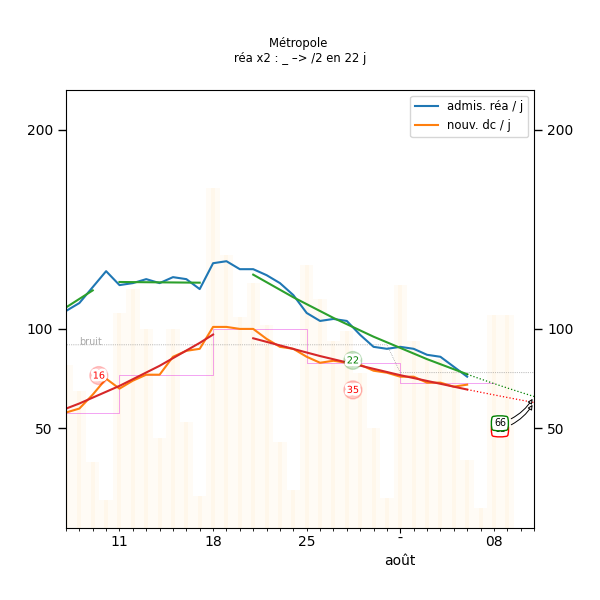 Métropole
réa x2 : _ –> /2 en 22 j
admis. réa / j
nouv. dc / j
200
200
100
100
50
50
bruit
16
22
35
66
11
18
25
-
08
août